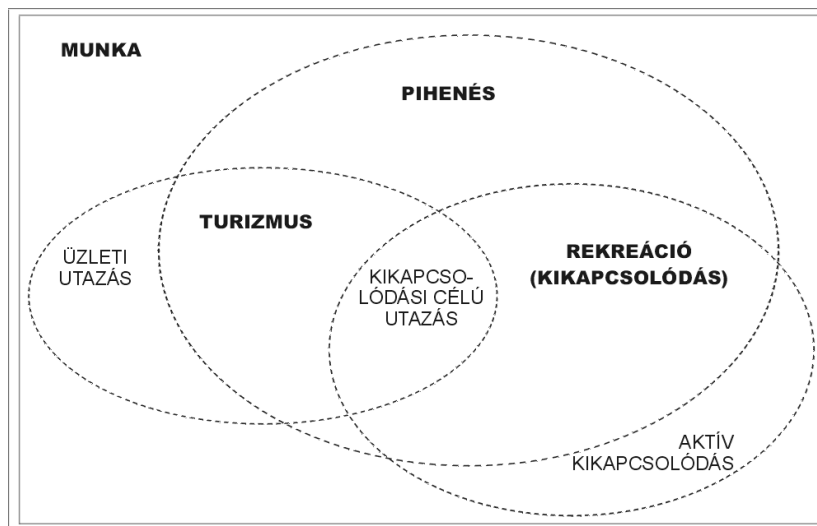 MUNKA
PIHENÉS
TURIZMUS
ÜZLETI
UTAZÁS
KIKAPCSO-
LÓDÁSI CÉLÚ
UTAZÁS
REKREÁCIÓ
(KIKAPCSOLÓDÁS)
AKTÍV
KIKAPCSOLÓDÁS